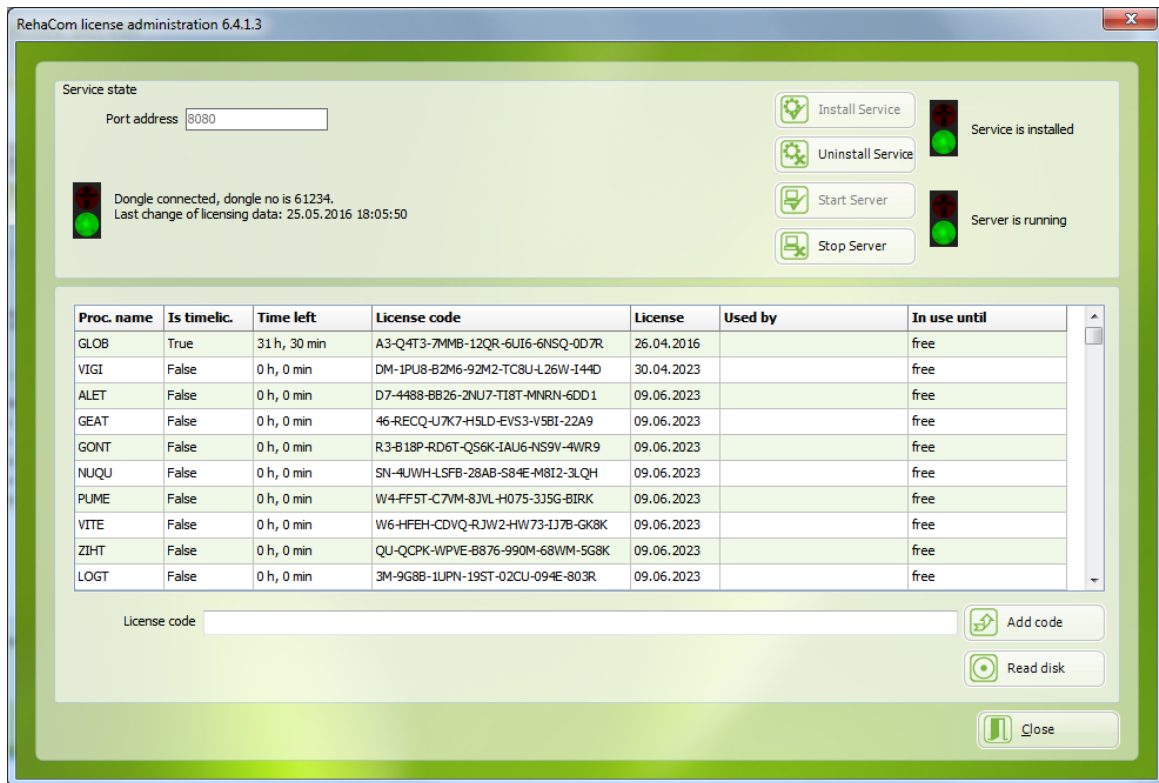 RehaCom license administration 6.4.1.3
Service state
Port address 8080
Install Service
Service is installed
Uninstall Service
Dongle connected, dongle no is 61234.
Last change of licensing data: 25.05.2016 18:05:50
Start Server
Server is running
Stop Server
Proc. name Is timelic. Time left License code License Used by In use until
GLOB True 31 h, 30 min A3-Q4T3-7MMB-12QR-6UI6-6NSQ-0D7R 26.04.2016 free
VIGI False 0 h, 0 min DM-1PU8-B2M6-92M2-TC8U-L26W-I44D 30.04.2023 free
ALET False 0 h, 0 min D7-4488-BB26-2NU7-TI8T-MNRN-6DD1 09.06.2023 free
GEAT False 0 h, 0 min 46-RECQ-U7K7-H5LD-EVS3-V5BI-22A9 09.06.2023 free
GONT False 0 h, 0 min R3-B18P-RD6T-QS6K-IAU6-NS9V-4WR9 09.06.2023 free
NUQU False 0 h, 0 min SN-4UWH-LSFB-28AB-S84E-M8I2-3LQH 09.06.2023 free
PUME False 0 h, 0 min W4-FF5T-C7VM-8JVL-H075-3J5G-BIRK 09.06.2023 free
VITE False 0 h, 0 min W6-HFEH-CDVQ-RJW2-HW73-IJ7B-GK8K 09.06.2023 free
ZIHT False 0 h, 0 min QU-QCPK-WPVE-B876-990M-68WM-5G8K 09.06.2023 free
LOGT False 0 h, 0 min 3M-9G8B-1UPN-19ST-02CU-094E-803R 09.06.2023 free
License code
Add code
Read disk
Close